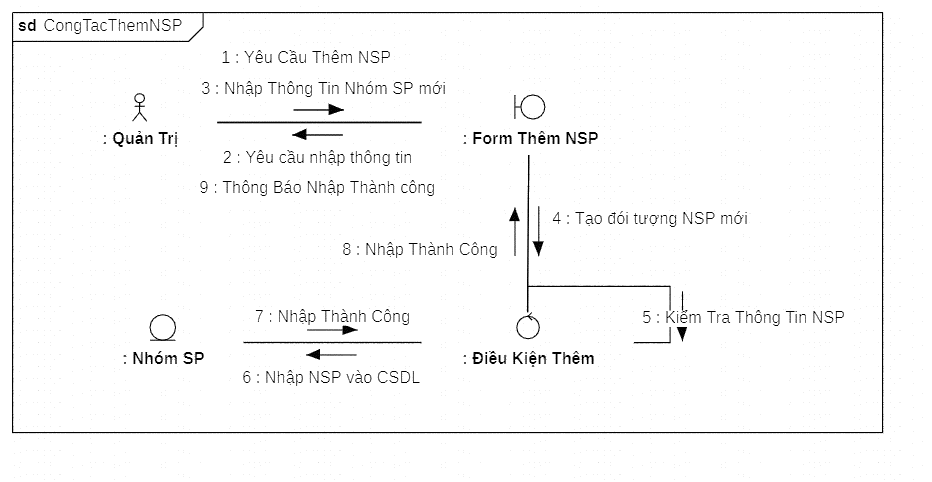 sd CongTacThemNSP
1 : Yêu Cầu Thêm NSP
3 : Nhập Thông Tin Nhóm SP mới
: Quản Trị
: Form Thêm NSP
2 : Yêu cầu nhập thông tin
9 : Thông Báo Nhập Thành công
4 : Tạo đói tượng NSP mới
8 : Nhập Thành Công
7 : Nhập Thành Công
5 : Kiểm Tra Thông Tin NSP
: Nhóm SP
: Điều Kiện Thêm
6 : Nhập NSP vào CSDL